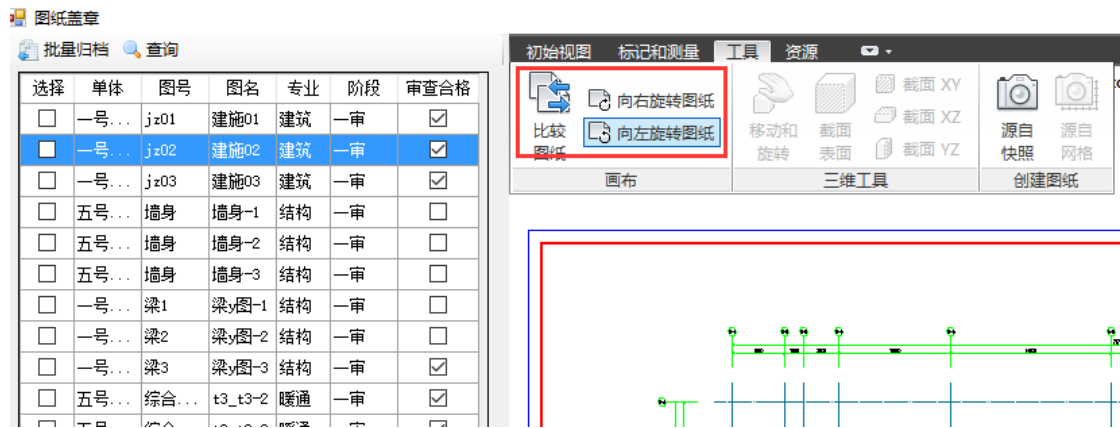 图纸盖章
批量归档 查询
选择 单体 图号 图名 专业 阶段 审查合格
一号... jz01 建施01 建筑 一审
一号... jz02 建施02 建筑 一审
一号... jz03 建施03 建筑 一审
五号... 墙身 墙身-1 结构 一审
五号... 墙身 墙身-2 结构 一审
五号... 墙身 墙身-3 结构 一审
一号... 梁1 梁y图-1 结构 一审
一号... 梁2 梁y图-2 结构 一审
一号... 梁3 梁y图-3 结构 一审
五号... 综合... t3_t3-2 暖通 一审
初始视图 标记和测量 工具 资源
比较图纸
向右旋转图纸
向左旋转图纸
画布
移动和旋转
截面表面
截面 XY
截面 XZ
截面 YZ
三维工具
源自快照
源自网格
创建图纸